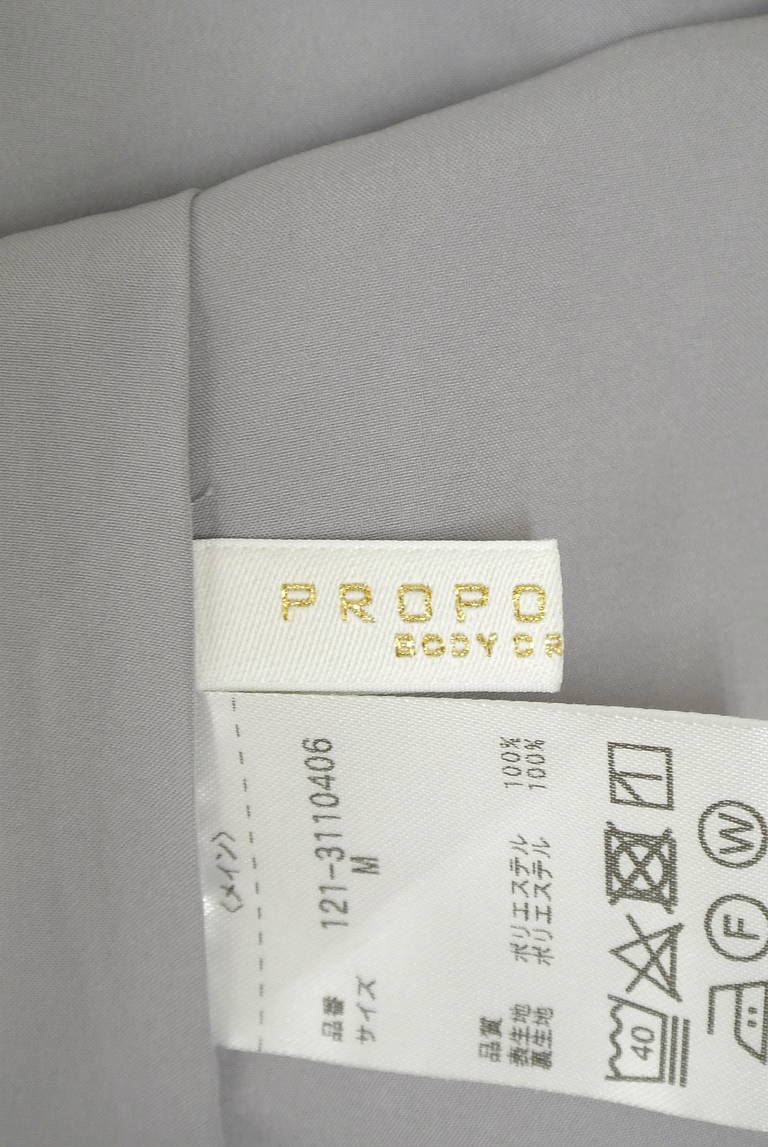 PROPO
BODY D
〈メイン〉
品番 121-3110406
サイズ M
品質
表生地 ポリエステル 100%
裏生地 ポリエステル 100%
40
F
W